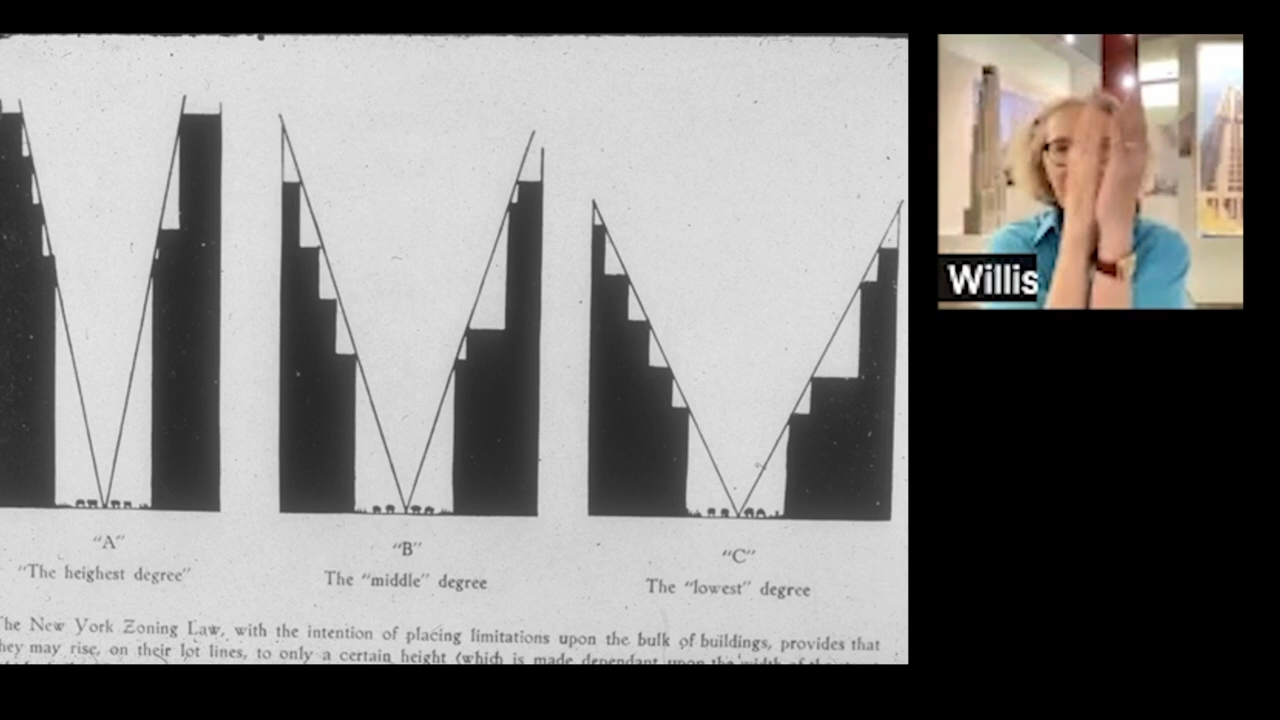 “A”
“The heighest degree”
“B”
The “middle” degree
“C”
The “lowest” degree
The New York Zoning Law, with the intention of placing limitations upon the bulk of buildings, provides that
they may rise, on their lot lines, to only a certain height (which is made dependant upon the width of the
Willis